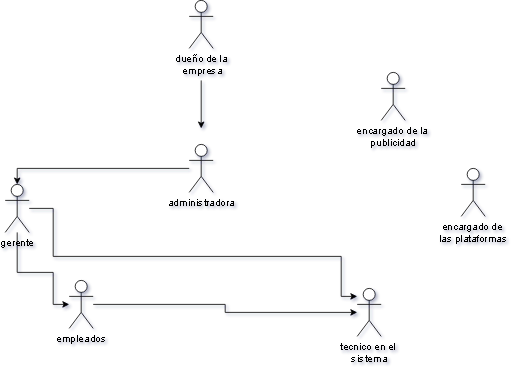 dueño de la
empresa
encargado de la
publicidad
administradora
encargado de
las plataformas
gerente
empleados
tecnico en el
sistema